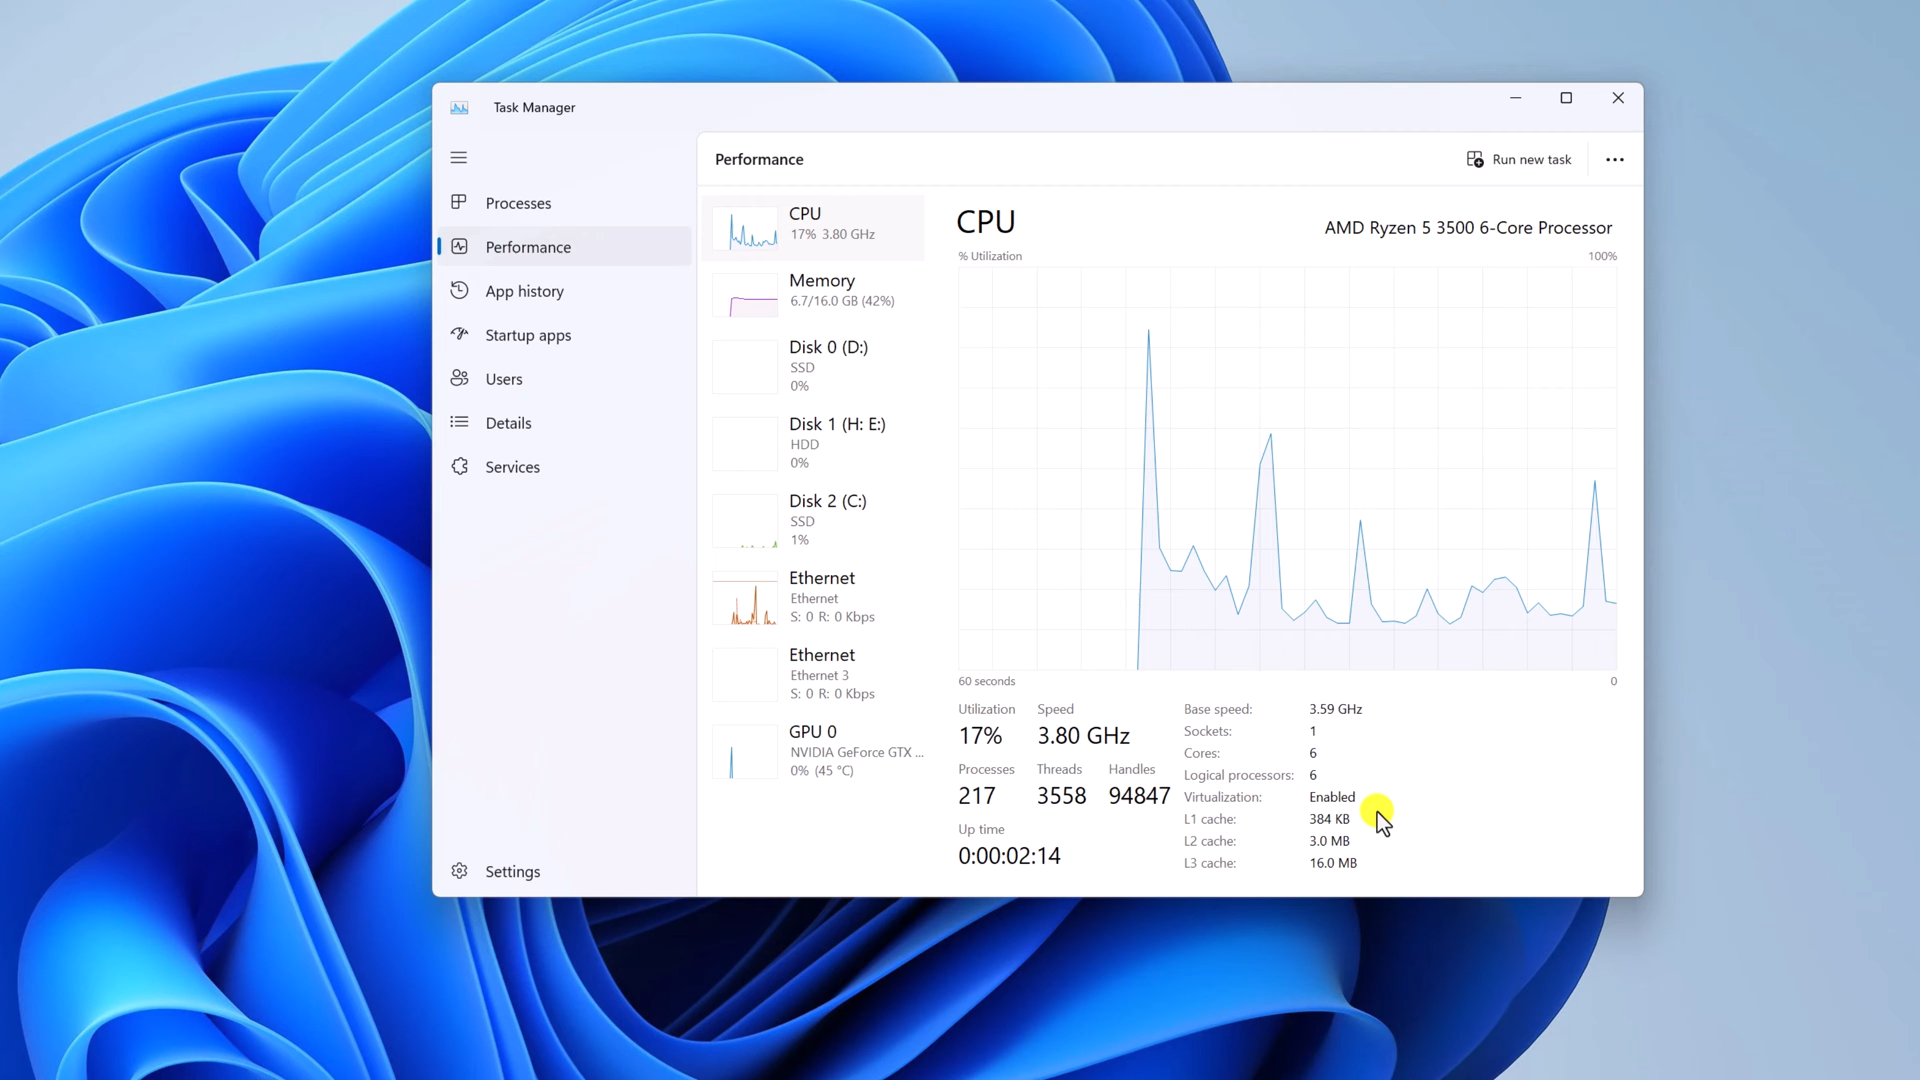 Task Manager
Performance
Run new task
Processes
Performance
App history
Startup apps
Users
Details
Services
Settings
CPU
17% 3.80 GHz
Memory
6.7/16.0 GB (42%)
Disk 0 (D:)
SSD
0%
Disk 1 (H: E:)
HDD
0%
Disk 2 (C:)
SSD
1%
Ethernet
Ethernet
S: 0 R: 0 Kbps
Ethernet
Ethernet 3
S: 0 R: 0 Kbps
GPU 0
NVIDIA GeForce GTX ...
0% (45 °C)
CPU
AMD Ryzen 5 3500 6-Core Processor
% Utilization
100%
60 seconds
0
Utilization Speed
17% 3.80 GHz
Processes Threads Handles
217 3558 94847
Up time
0:00:02:14
Base speed: 3.59 GHz
Sockets: 1
Cores: 6
Logical processors: 6
Virtualization: Enabled
L1 cache: 384 KB
L2 cache: 3.0 MB
L3 cache: 16.0 MB